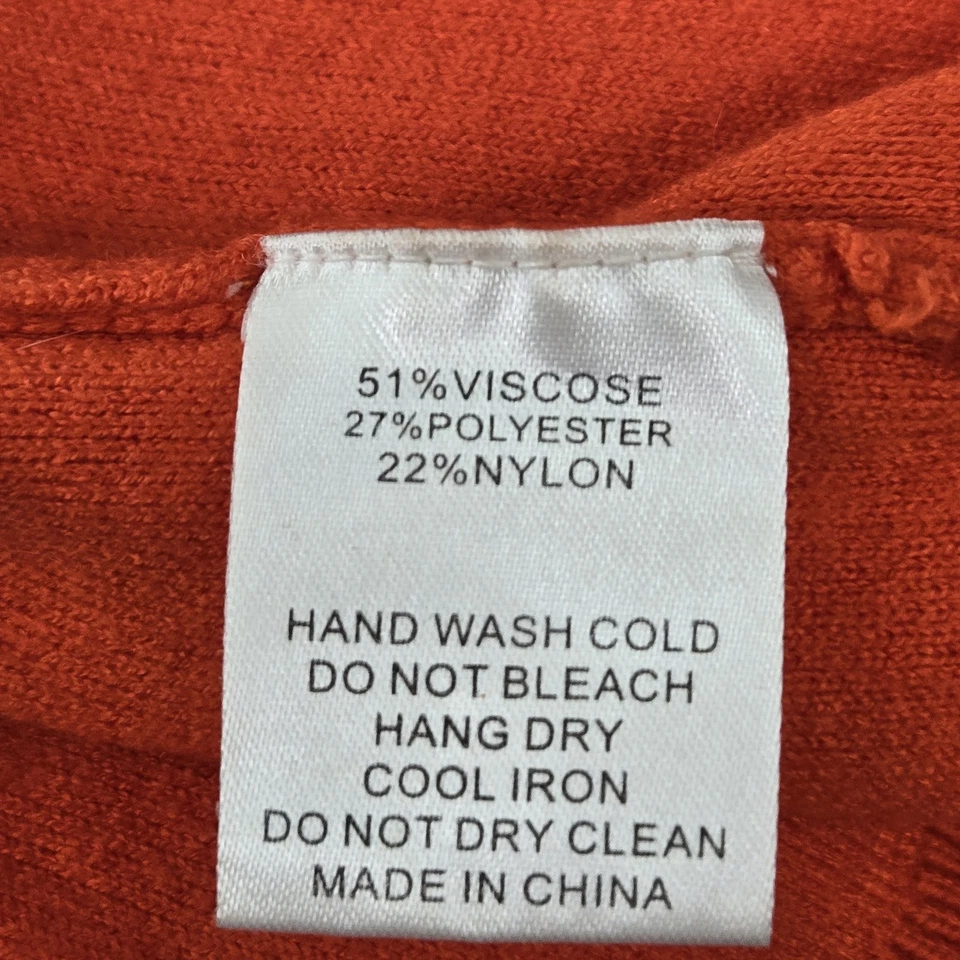 51%VISCOSE
27%POLYESTER
22%NYLON
HAND WASH COLD
DO NOT BLEACH
HANG DRY
COOL IRON
DO NOT DRY CLEAN
MADE IN CHINA